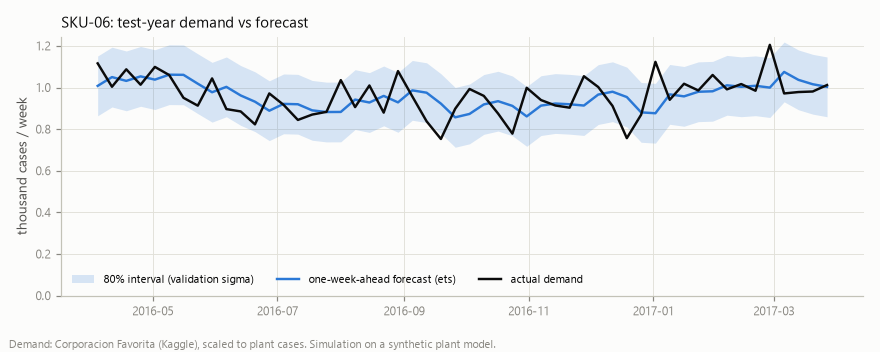 SKU-06: test-year demand vs forecast
thousand cases / week
1.2
1.0
0.8
0.6
0.4
0.2
0.0
80% interval (validation sigma)
one-week-ahead forecast (ets)
actual demand
2016-05
2016-07
2016-09
2016-11
2017-01
2017-03
Demand: Corporacion Favorita (Kaggle), scaled to plant cases. Simulation on a synthetic plant model.